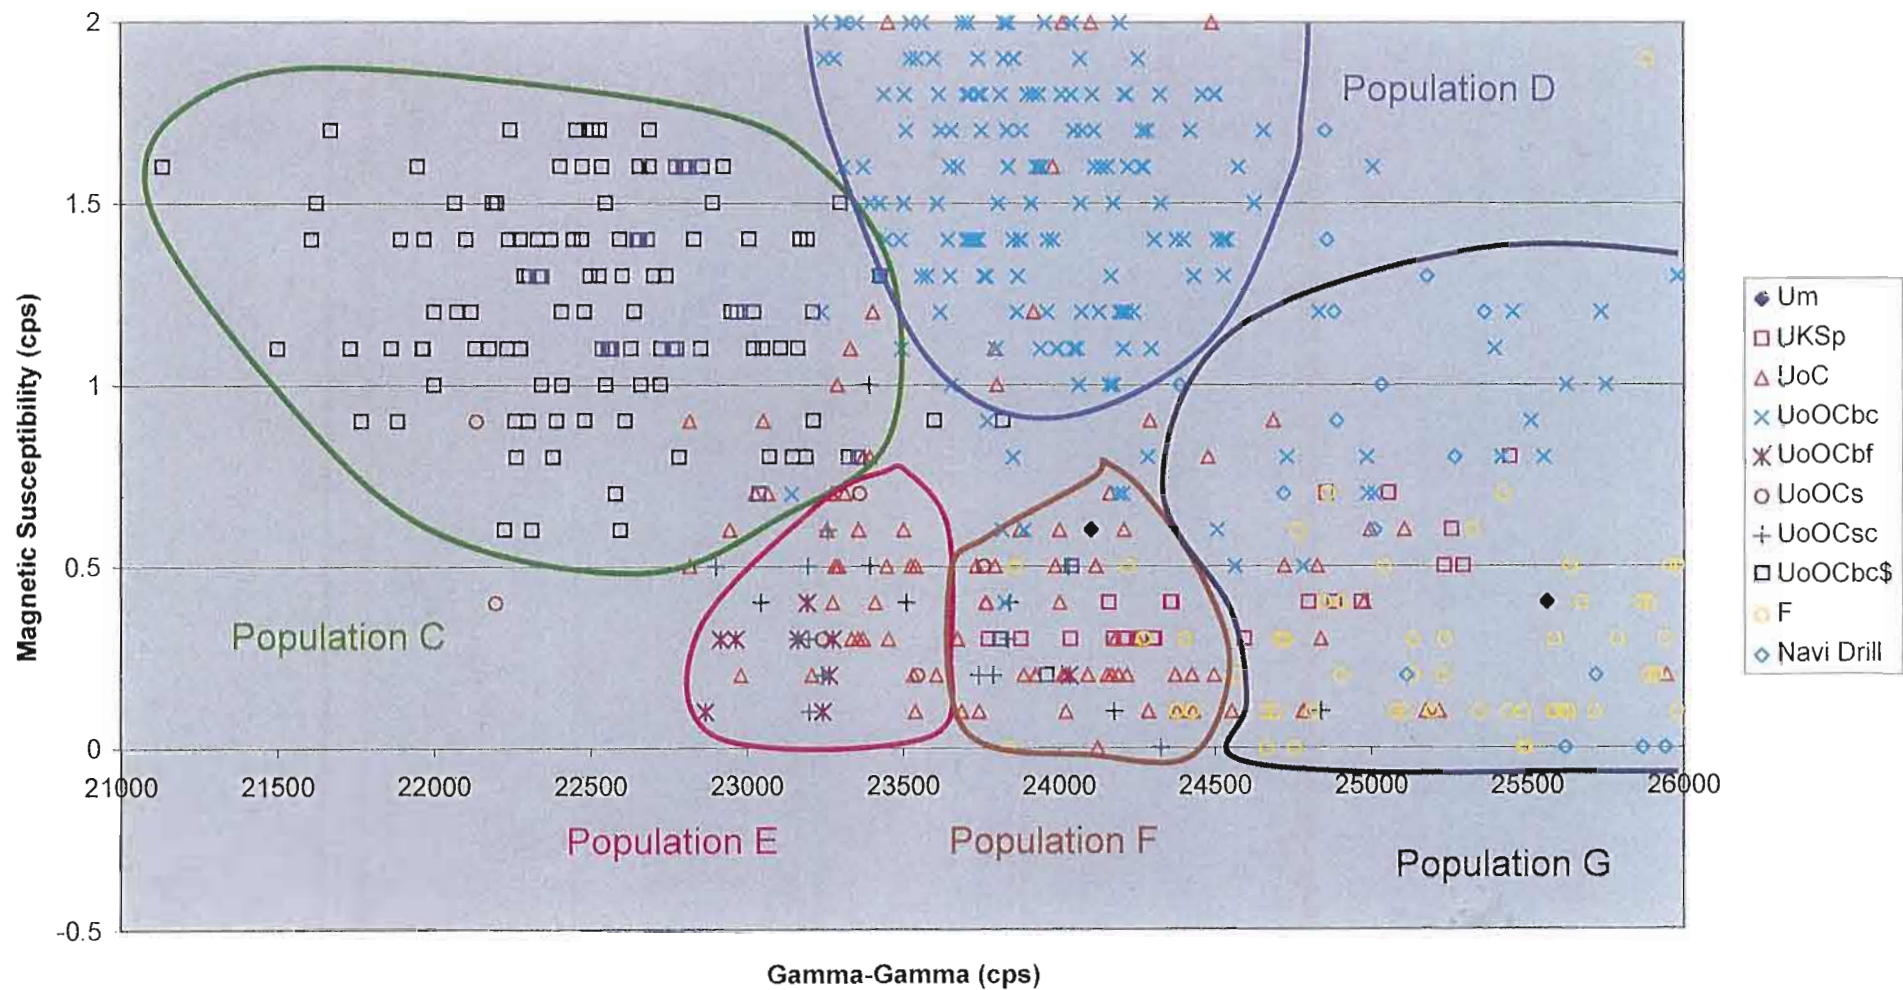 2
1.5
1
0.5
0
-0.5
21000 21500 22000 22500 23000 23500 24000 24500 25000 25500 26000
Magnetic Susceptibility (cps)
Gamma-Gamma (cps)
Population C
Population D
Population E
Population F
Population G
Um
UKSp
UoC
UoOCbc
UoOCbf
UoOCs
UoOCsc
UoOCbc$
F
Navi Drill